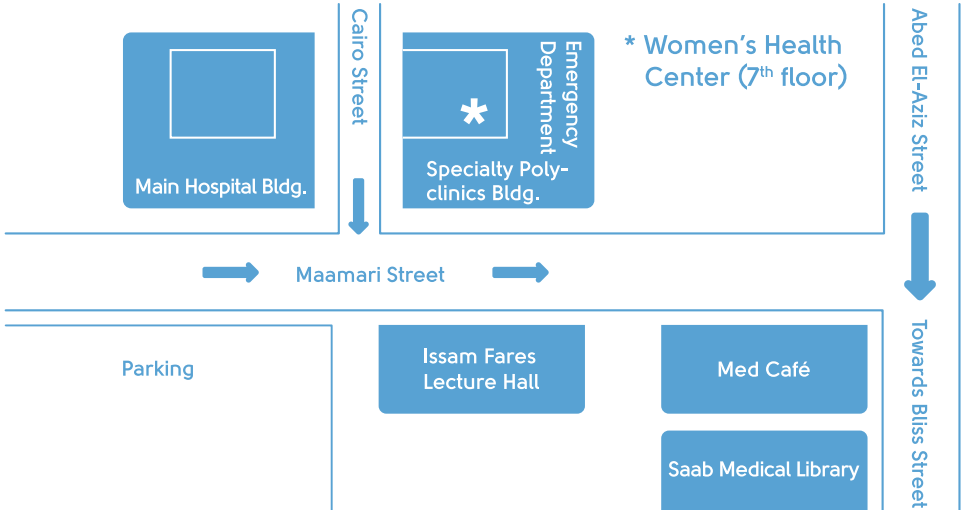 Cairo Street
Emergency
Department
* Women’s Health
Center (7th floor)
Abed El-Aziz Street
*
Main Hospital Bldg.
Specialty Poly-
clinics Bldg.
Maamari Street
Parking
Issam Fares
Lecture Hall
Med Café
Towards Bliss Street
Saab Medical Library